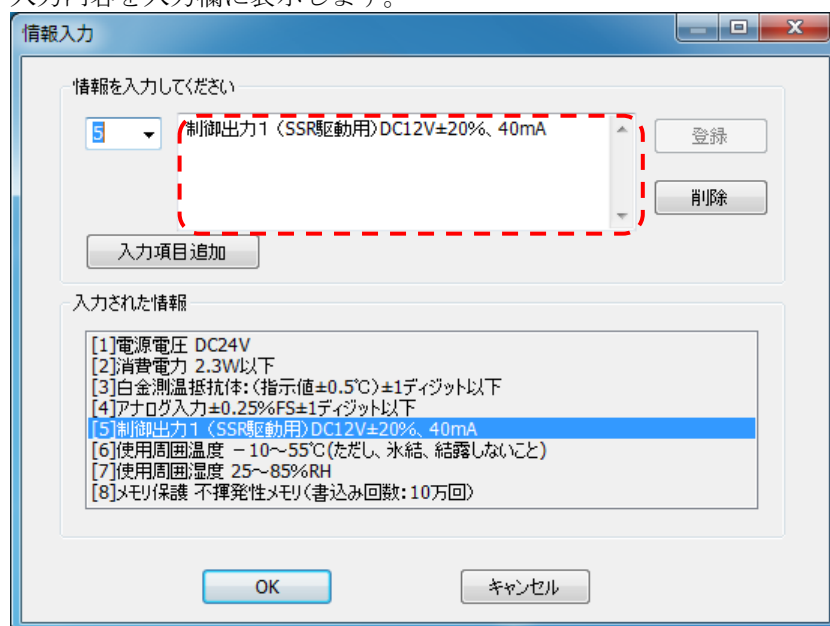 入力内容を入力欄に表示します。
情報入力
情報を入力してください
5
制御出力1（SSR駆動用）DC12V±20%、40mA
登録
削除
入力項目追加
入力された情報
[1]電源電圧 DC24V
[2]消費電力 2.3W以下
[3]白金測温抵抗体:（指示値±0.5℃）±1ディジット以下
[4]アナログ入力±0.25%FS±1ディジット以下
[5]制御出力1（SSR駆動用）DC12V±20%、40mA
[6]使用周囲温度 －10～55℃(ただし、氷結、結露しないこと)
[7]使用周囲湿度 25～85%RH
[8]メモリ保護 不揮発性メモリ（書込み回数:10万回）
OK
キャンセル